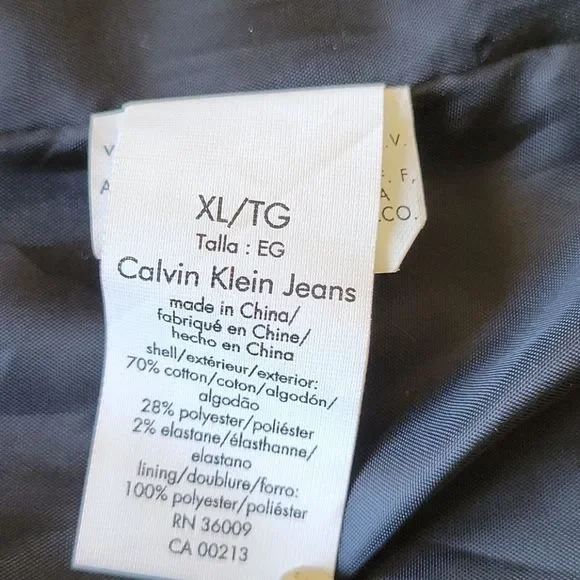 XL/TG
Talla : EG
Calvin Klein Jeans
made in China/
fabriqué en Chine/
hecho en China
shell/extérieur/exterior:
70% cotton/coton/algodón/
algodão
28% polyester/poliéster
2% elastane/élasthanne/
elastano
lining/doublure/forro:
100% polyester/poliéster
RN 36009
CA 00213
V
.V.
A
. F,
A
.CO.